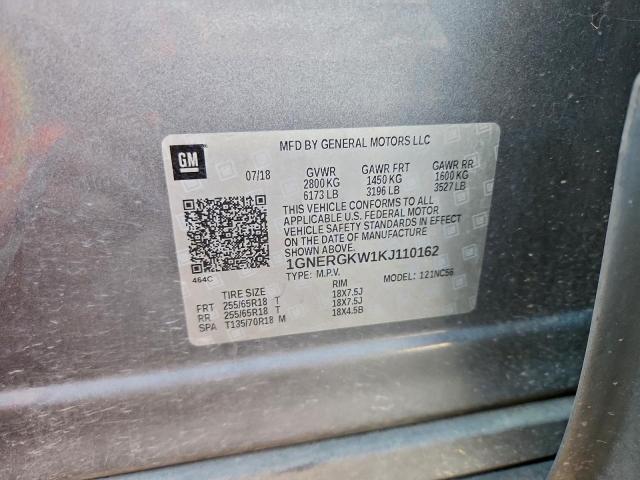 GM
MFD BY GENERAL MOTORS LLC
07/18 GVWR GAWR FRT GAWR RR
2800 KG 1450 KG 1600 KG
6173 LB 3196 LB 3527 LB
THIS VEHICLE CONFORMS TO ALL
APPLICABLE U.S. FEDERAL MOTOR
VEHICLE SAFETY STANDARDS IN EFFECT
ON THE DATE OF MANUFACTURE.
1GNERGKW1KJ110162
464C
TYPE: M.P.V. MODEL: 121NC56
TIRE SIZE RIM
FRT 255/65R18 T 18X7.5J
RR 255/65R18 T 18X7.5J
SPA T135/70R18 M 18X4.5B